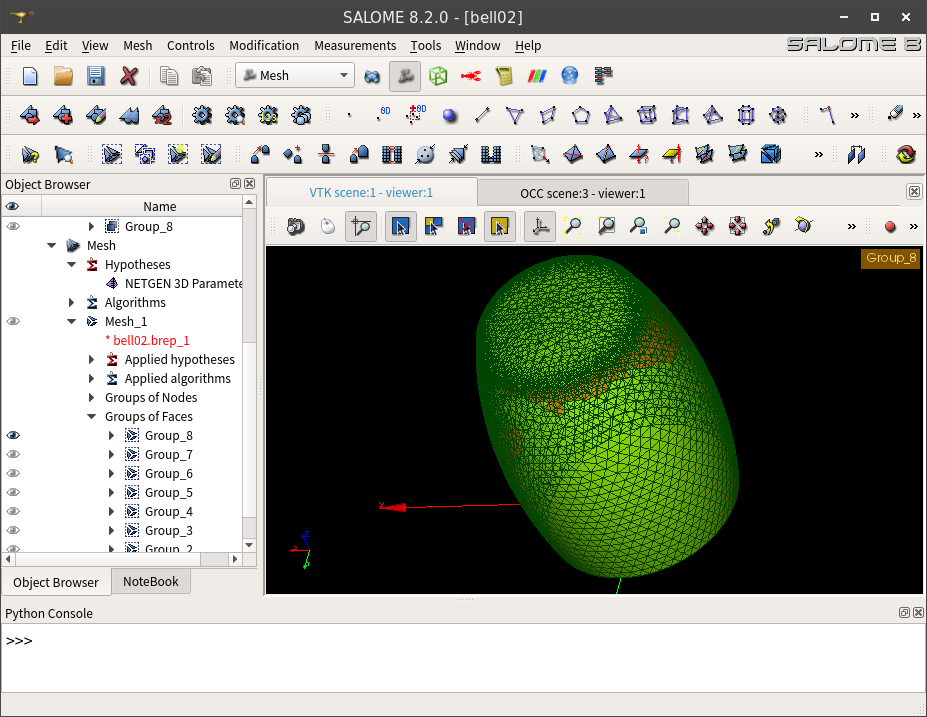 SALOME 8.2.0 - [bell02]
File Edit View Mesh Controls Modification Measurements Tools Window Help
SALOME 8
Mesh
0D
0D
Object Browser
VTK scene:1 - viewer:1
OCC scene:3 - viewer:1
Name
Group_8
Mesh
Hypotheses
NETGEN 3D Paramete
Algorithms
Mesh_1
* bell02.brep_1
Applied hypotheses
Applied algorithms
Groups of Nodes
Groups of Faces
Group_8
Group_7
Group_6
Group_5
Group_4
Group_3
Group_2
Group_8
X
Object Browser
NoteBook
Python Console
>>>